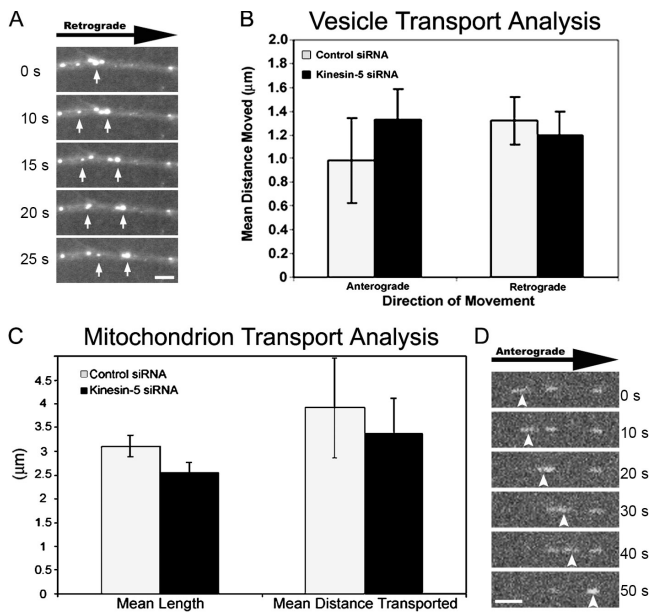 A
Retrograde
0 s
10 s
15 s
20 s
25 s
B
Vesicle Transport Analysis
Control siRNA
Kinesin-5 siRNA
Mean Distance Moved (μm)
2.0
1.8
1.6
1.4
1.2
1.0
0.8
0.6
0.4
0.2
0
Anterograde
Retrograde
Direction of Movement
C
Mitochondrion Transport Analysis
Control siRNA
Kinesin-5 siRNA
(μm)
4.5
4
3.5
3
2.5
2
1.5
1
0.5
0
Mean Length
Mean Distance Transported
D
Anterograde
0 s
10 s
20 s
30 s
40 s
50 s